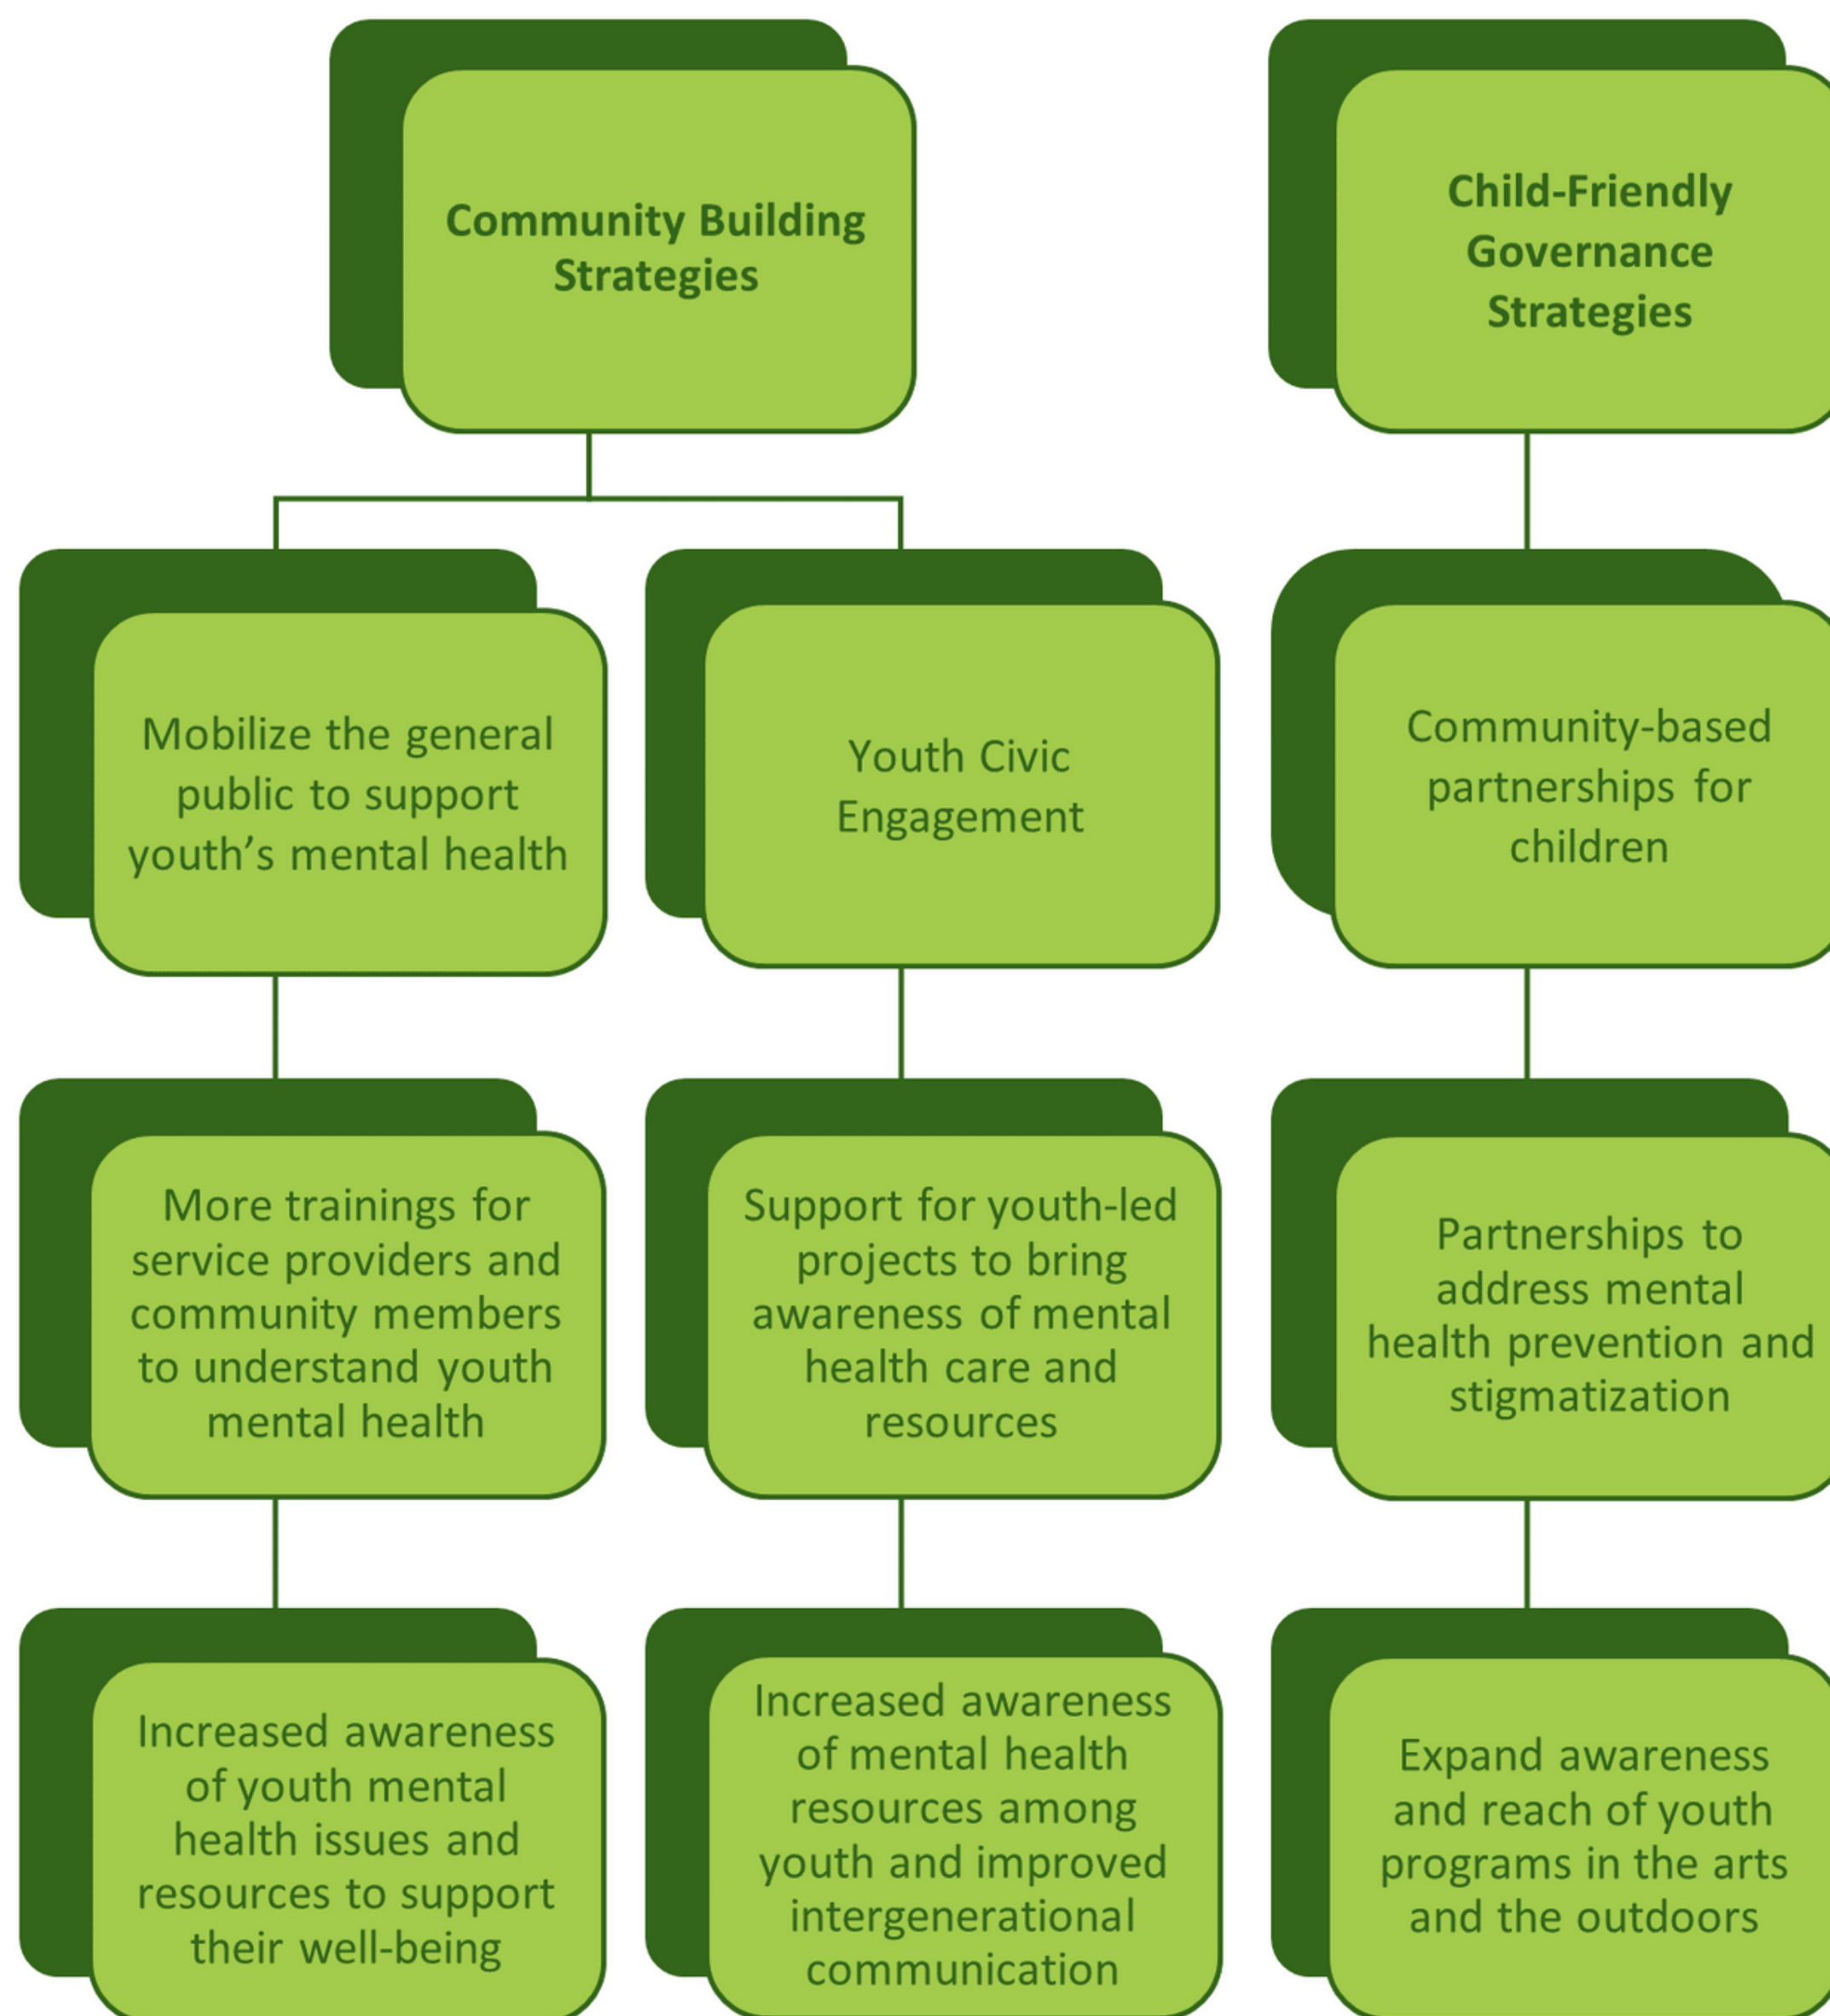 Community Building
Strategies
Child-Friendly
Governance
Strategies
Mobilize the general
public to support
youth’s mental health
Youth Civic
Engagement
Community-based
partnerships for
children
More trainings for
service providers and
community members
to understand youth
mental health
Support for youth-led
projects to bring
awareness of mental
health care and
resources
Partnerships to
address mental
health prevention and
stigmatization
Increased awareness
of youth mental
health issues and
resources to support
their well-being
Increased awareness
of mental health
resources among
youth and improved
intergenerational
communication
Expand awareness
and reach of youth
programs in the arts
and the outdoors